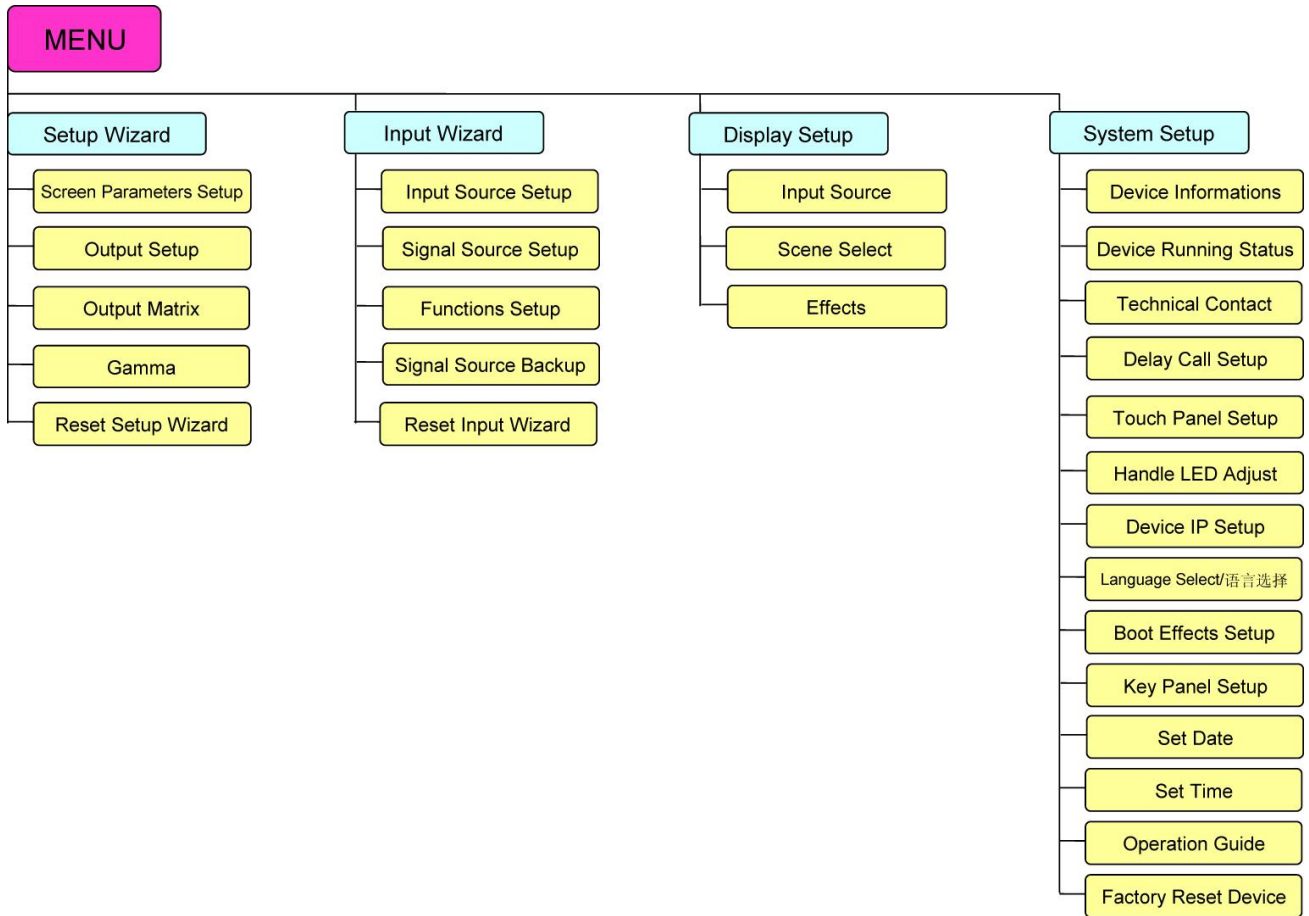 MENU
Setup Wizard
Screen Parameters Setup
Output Setup
Output Matrix
Gamma
Reset Setup Wizard
Input Wizard
Input Source Setup
Signal Source Setup
Functions Setup
Signal Source Backup
Reset Input Wizard
Display Setup
Input Source
Scene Select
Effects
System Setup
Device Informations
Device Running Status
Technical Contact
Delay Call Setup
Touch Panel Setup
Handle LED Adjust
Device IP Setup
Language Select/语言选择
Boot Effects Setup
Key Panel Setup
Set Date
Set Time
Operation Guide
Factory Reset Device